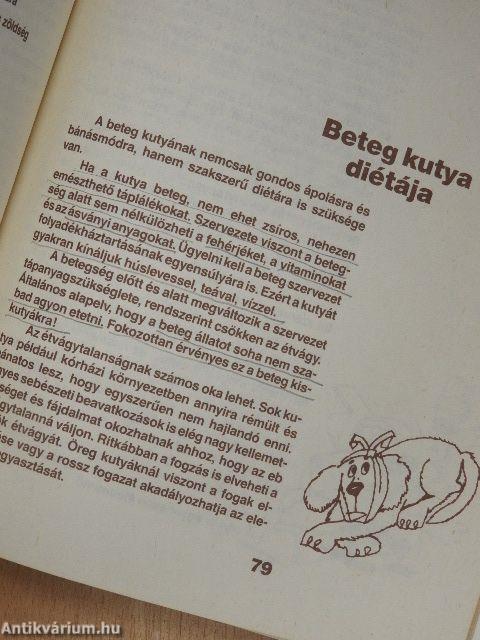 zöldség
Beteg kutya
diétája
A beteg kutyának nemcsak gondos ápolásra és
bánásmódra, hanem szakszerű diétára is szüksége
van.
Ha a kutya beteg, nem ehet zsíros, nehezen
emészthető táplálékokat. Szervezete viszont a beteg-
ség alatt sem nélkülözheti a fehérjéket, a vitaminokat
és az ásványi anyagokat. Ügyelni kell a beteg szervezet
folyadékháztartásának egyensúlyára is. Ezért a kutyát
gyakran kínáljuk húslevessel, teával, vízzel.
A betegség előtt és alatt megváltozik a szervezet
tápanyagszükséglete, rendszerint csökken az étvágy.
Általános alapelv, hogy a beteg állatot soha nem sza-
bad agyon etetni. Fokozottan érvényes ez a beteg kis-
kutyákra!
Az étvágytalanságnak számos oka lehet. Sok ku-
tya például kórházi környezetben annyira rémült és
bánatos lesz, hogy egyszerűen nem hajlandó enni.
yes sebészeti beavatkozások is elég nagy kellemet-
séget és fájdalmat okozhatnak ahhoz, hogy az eb
ágytalanná váljon. Ritkábban a fogzás is elveheti a
ök étvágyát. Öreg kutyáknál viszont a fogak el-
ése vagy a rossz fogazat akadályozhatja az ele-
ogyasztását.
79
Antikvárium.hu